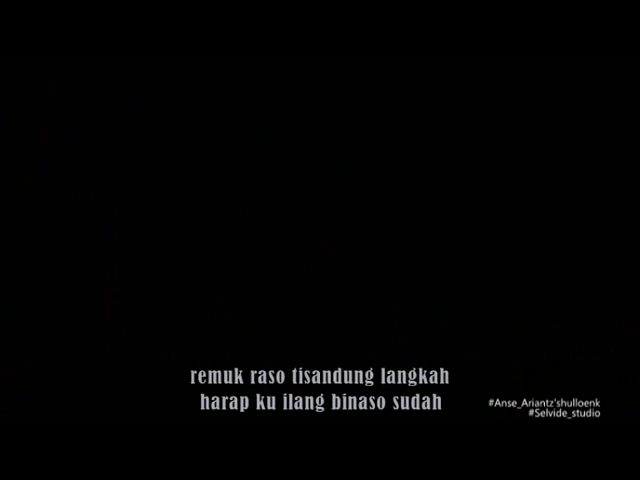 remuk raso tisandung langkah
harap ku ilang binaso sudah
#Anse_Ariantz'shulloenk
#Selvide_studio